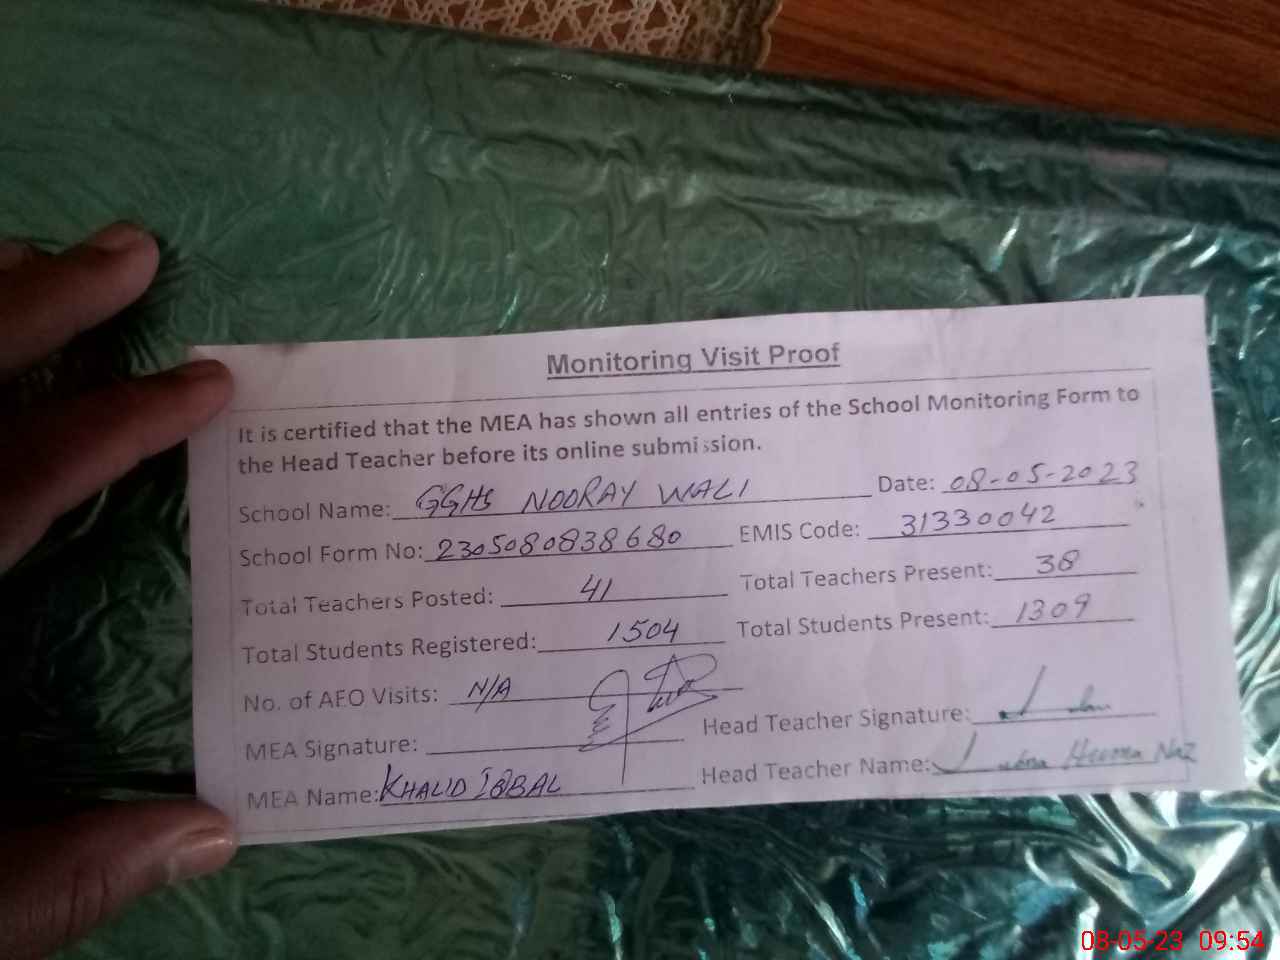 Monitoring Visit Proof
It is certified that the MEA has shown all entries of the School Monitoring Form to
the Head Teacher before its online submission.
School Name: GGHS NOORAY WALI Date: 08-05-2023
School Form No: 2305080838680 EMIS Code: 31330042
Total Teachers Posted: 41 Total Teachers Present: 38
Total Students Registered: 1504 Total Students Present: 1309
No. of AEO Visits: N/A
MEA Signature: Head Teacher Signature:
MEA Name: KHALID IQBAL Head Teacher Name: Naz
08-05-23 09:54